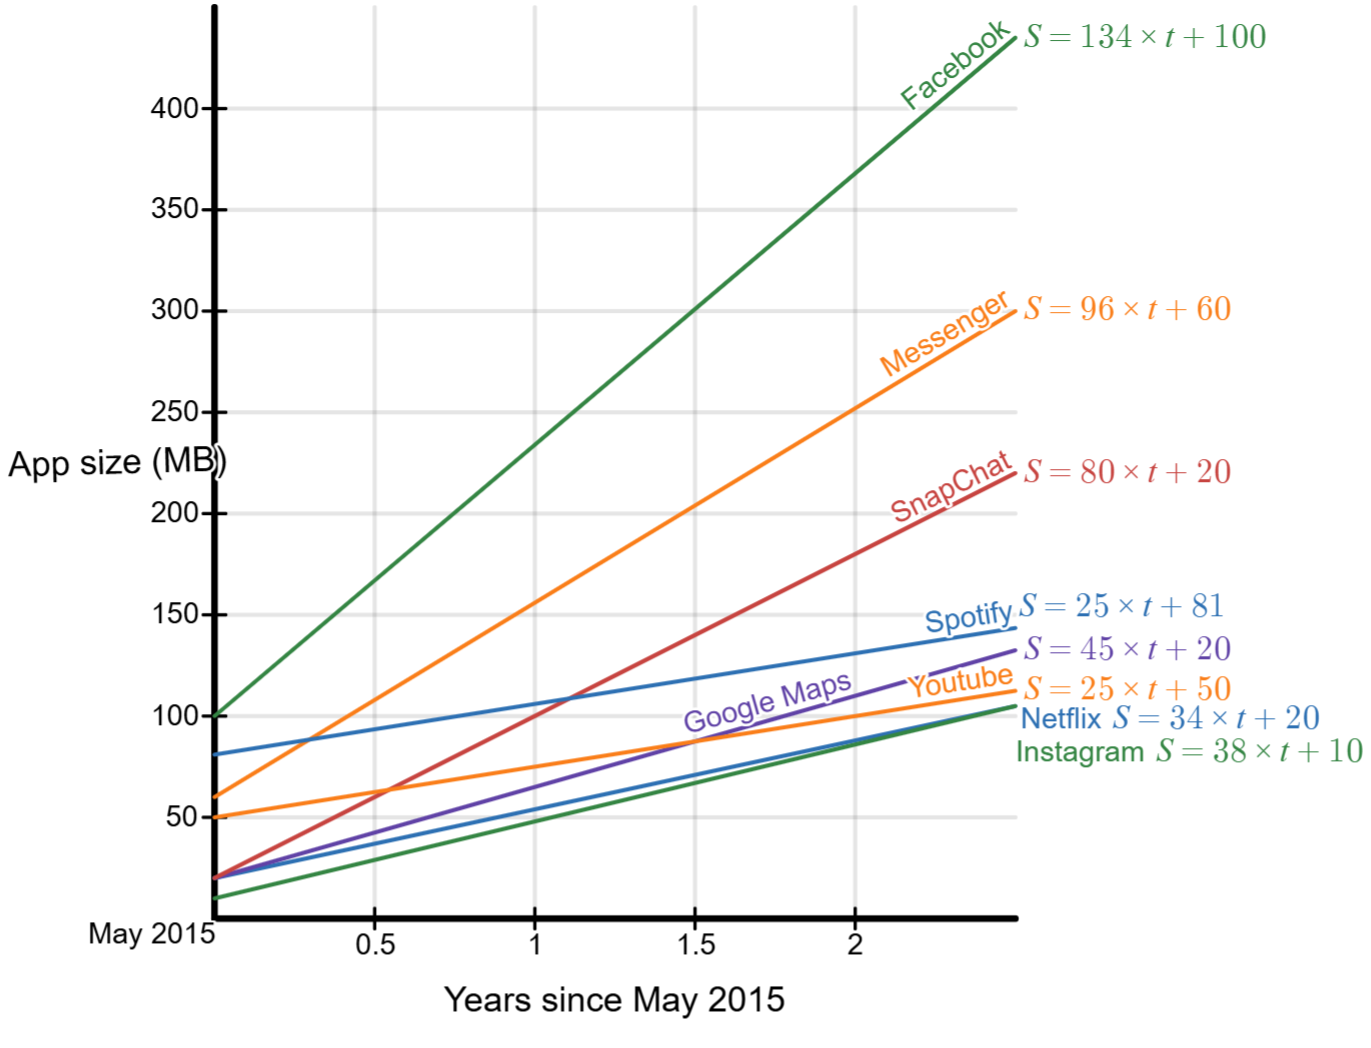 Facebook
S = 134 × t + 100
400
350
300
Messenger
S = 96 × t + 60
250
App size (MB)
SnapChat
S = 80 × t + 20
200
150
Spotify
S = 25 × t + 81
Google Maps
S = 45 × t + 20
Youtube
S = 25 × t + 50
100
Netflix S = 34 × t + 20
Instagram S = 38 × t + 10
50
May 2015
0.5
1
1.5
2
Years since May 2015